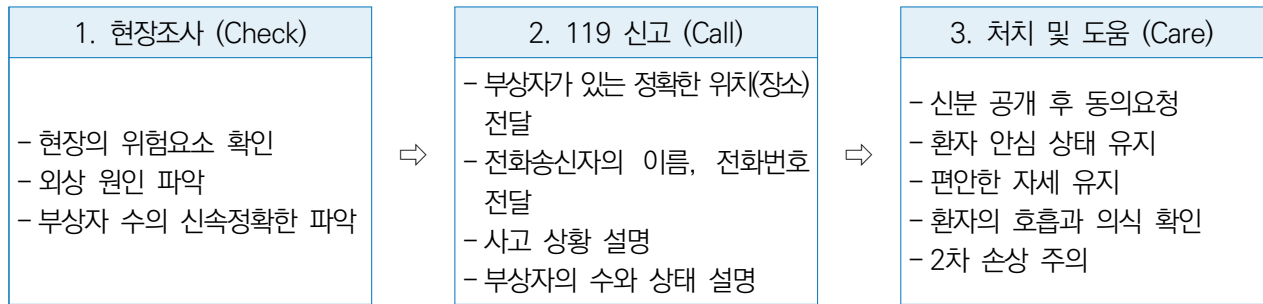 1. 현장조사 (Check)
- 현장의 위험요소 확인
- 외상 원인 파악
- 부상자 수의 신속정확한 파악
⇨
2. 119 신고 (Call)
- 부상자가 있는 정확한 위치(장소)
전달
- 전화송신자의 이름, 전화번호
전달
- 사고 상황 설명
- 부상자의 수와 상태 설명
⇨
3. 처치 및 도움 (Care)
- 신분 공개 후 동의요청
- 환자 안심 상태 유지
- 편안한 자세 유지
- 환자의 호흡과 의식 확인
- 2차 손상 주의